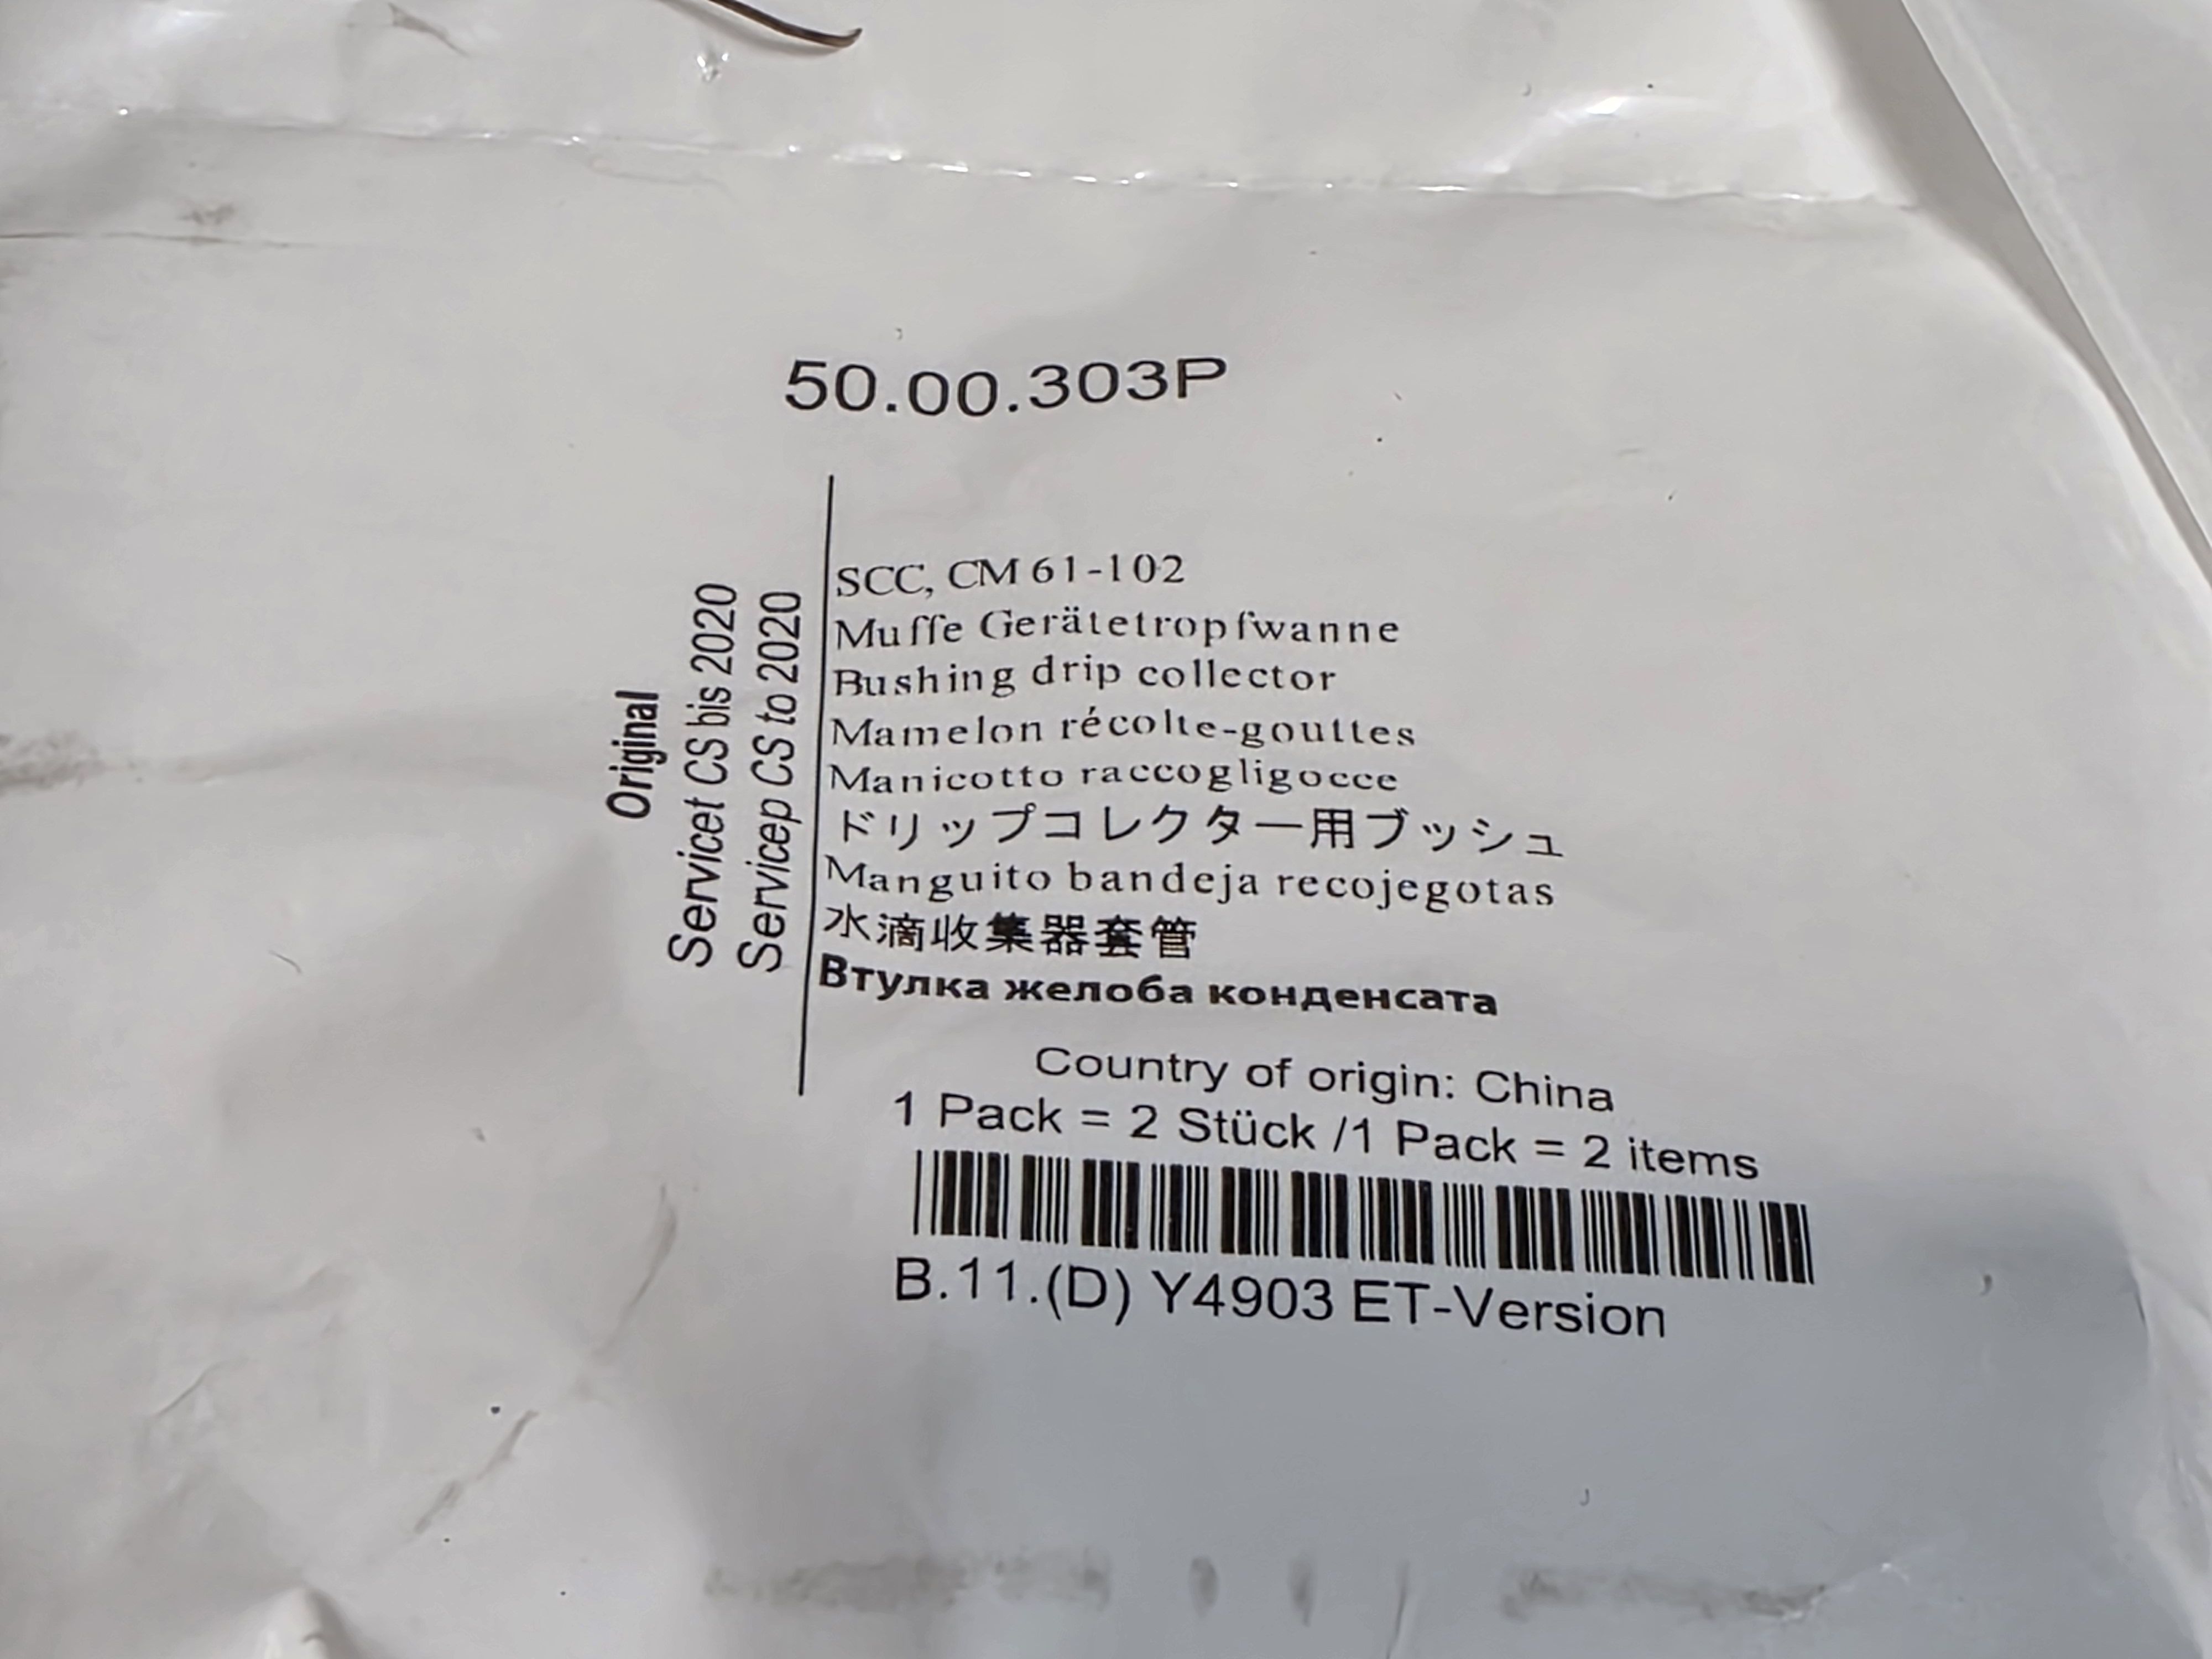 50.00.303P
Original
Servicet CS bis 2020
Servicep CS to 2020
SCC, CM 61-102
Muffe Gerätetropfwanne
Bushing drip collector
Mamelon récolte-gouttes
Manicotto raccogligocce
ドリップコレクター用ブッシュ
Manguito bandeja recojegotas
水滴收集器套管
Втулка желоба конденсата
Country of origin: China
1 Pack = 2 Stück /1 Pack = 2 items
B.11.(D) Y4903 ET-Version